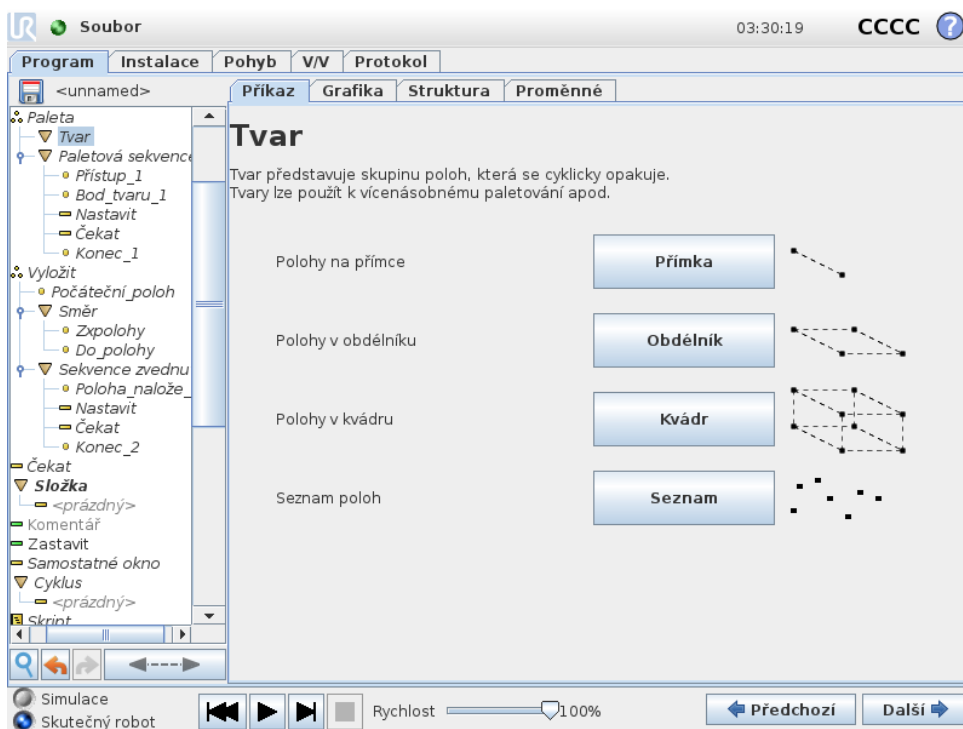 UR Soubor 03:30:19 CCCC ?
Program Instalace Pohyb V/V Protokol
<unnamed>
Příkaz Grafika Struktura Proměnné
Paleta
Tvar
Paletová sekvence
Přístup_1
Bod_tvaru_1
Nastavit
Čekat
Konec_1
Vyložit
Počáteční_poloh
Směr
Zxpolohy
Do_polohy
Sekvence zvednu
Poloha_nalože_
Nastavit
Čekat
Konec_2
Čekat
Složka
<prázdný>
Komentář
Zastavit
Samostatné okno
Cyklus
<prázdný>
Skript
Tvar
Tvar představuje skupinu poloh, která se cyklicky opakuje.
Tvary lze použít k vícenásobnému paletování apod.
Polohy na přímce Přímka
Polohy v obdélníku Obdélník
Polohy v kvádru Kvádr
Seznam poloh Seznam
Simulace
Skutečný robot
Rychlost 100%
Předchozí Další